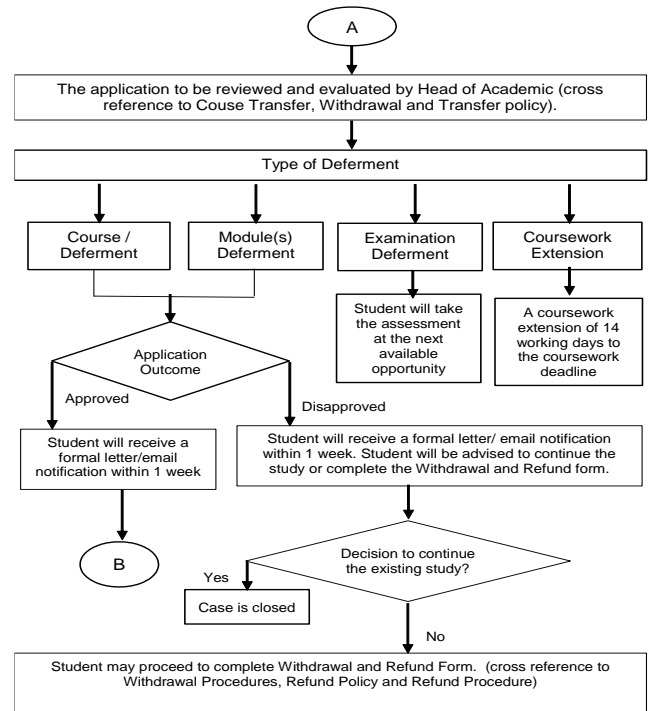 A
The application to be reviewed and evaluated by Head of Academic (cross
reference to Couse Transfer, Withdrawal and Transfer policy).
Type of Deferment
Course /
Deferment
Module(s)
Deferment
Examination
Deferment
Coursework
Extension
Student will take
the assessment
at the next
available
opportunity
A coursework
extension of 14
working days to
the coursework
deadline
Application
Outcome
Approved
Disapproved
Student will receive a
formal letter/email
notification within 1 week
Student will receive a formal letter/ email notification
within 1 week. Student will be advised to continue the
study or complete the Withdrawal and Refund form.
B
Decision to continue
the existing study?
Yes
Case is closed
No
Student may proceed to complete Withdrawal and Refund Form. (cross reference to
Withdrawal Procedures, Refund Policy and Refund Procedure)